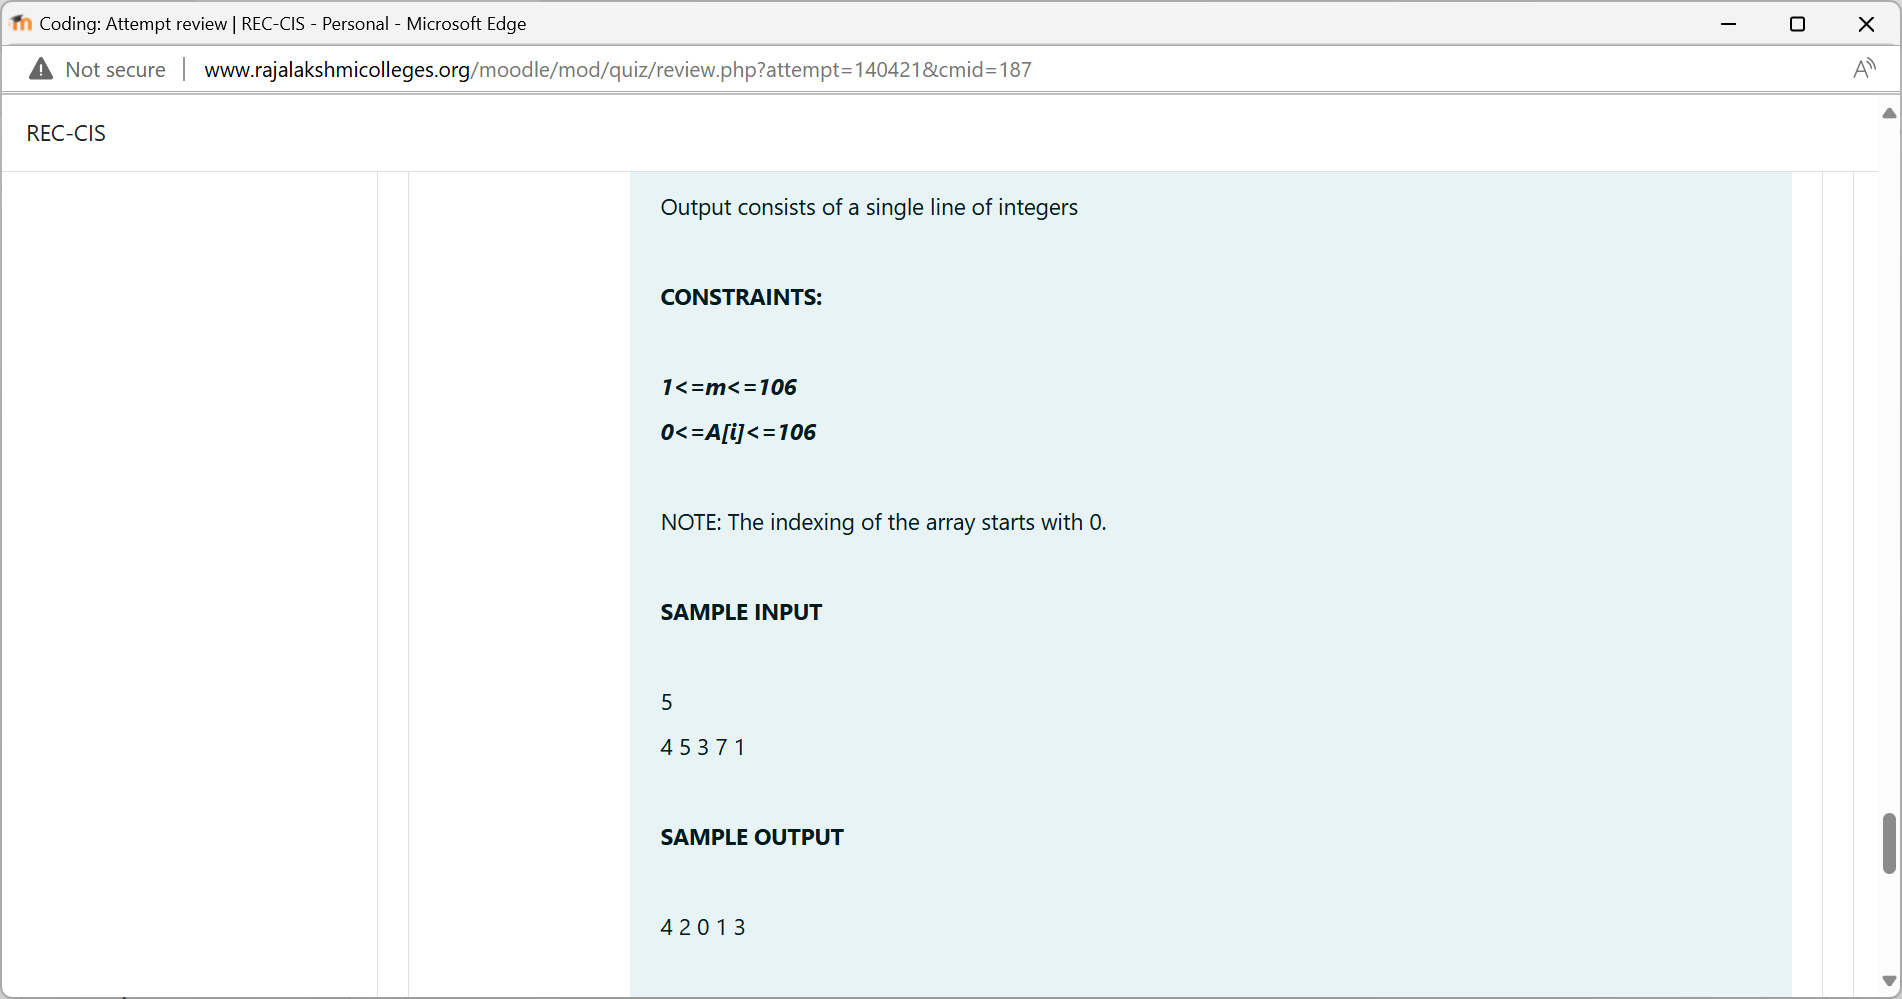 Coding: Attempt review | REC-CIS - Personal - Microsoft Edge
Not secure | www.rajalakshmicolleges.org/moodle/mod/quiz/review.php?attempt=140421&cmid=187
REC-CIS
Output consists of a single line of integers
CONSTRAINTS:
1<=m<=106
0<=A[i]<=106
NOTE: The indexing of the array starts with 0.
SAMPLE INPUT
5
4 5 3 7 1
SAMPLE OUTPUT
4 2 0 1 3